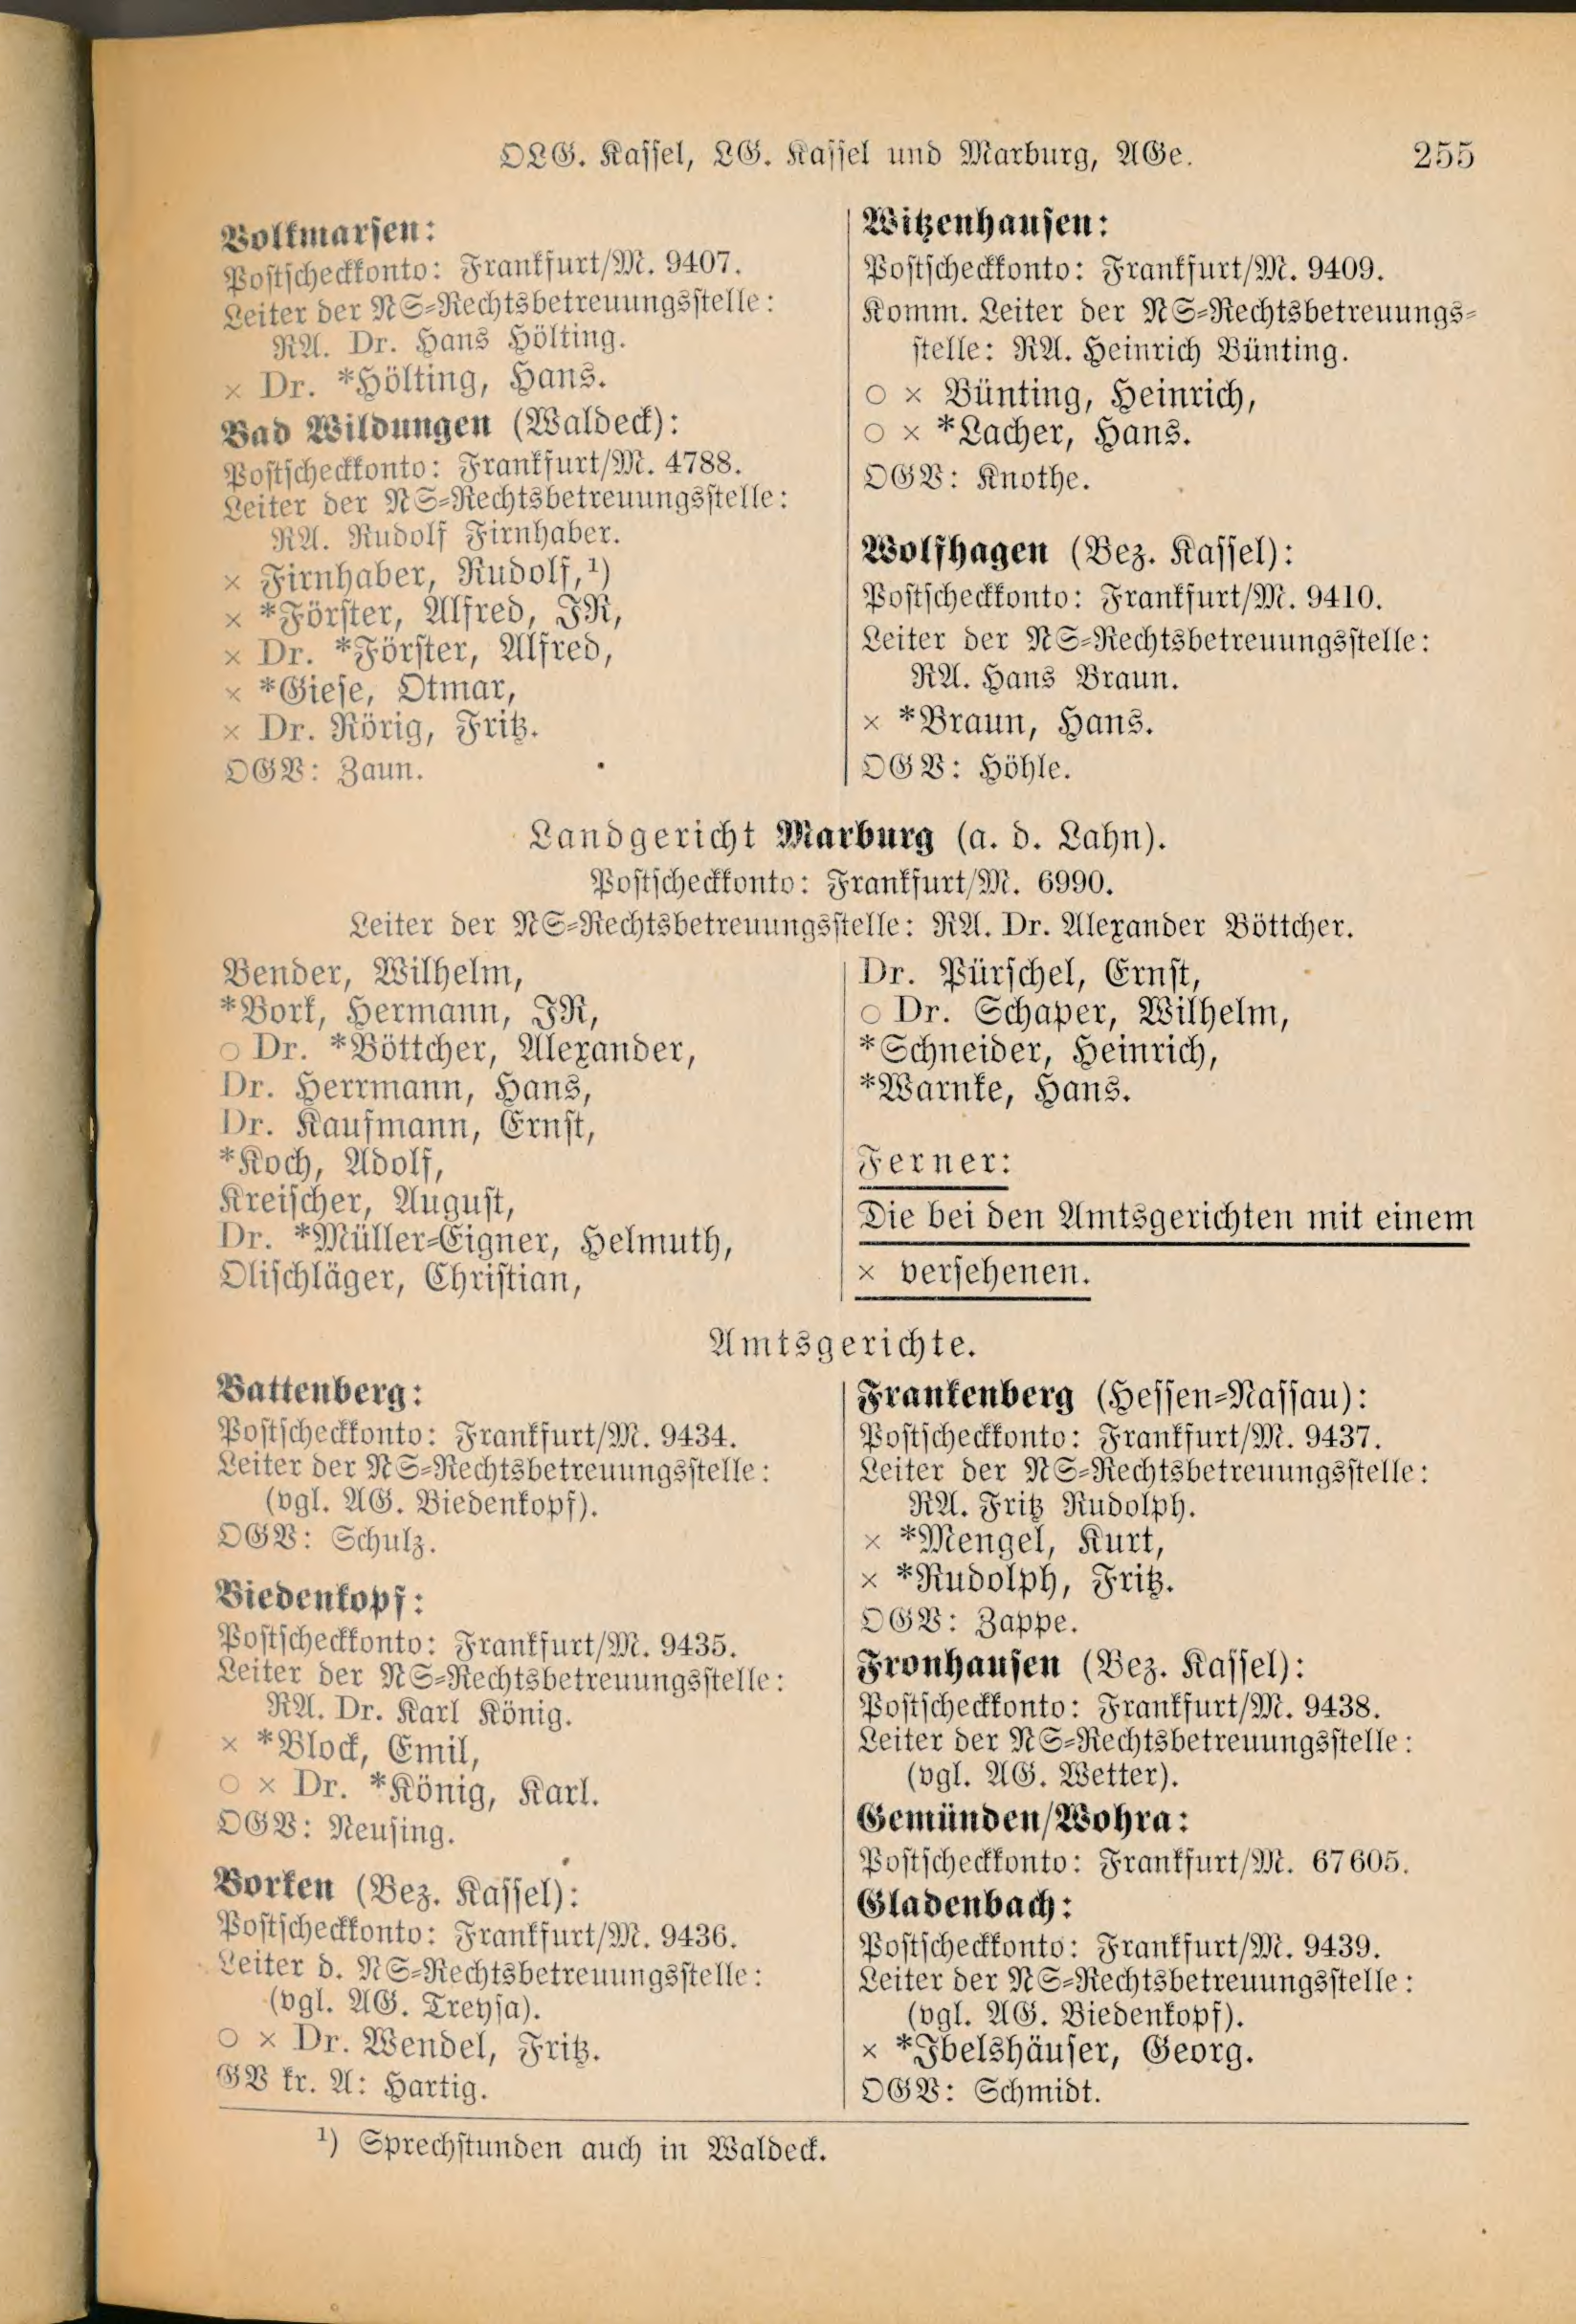 OLG. Kassel, LG. Kassel und Marburg, AGe. 255
Volkmarsen:
Postscheckkonto: Frankfurt/M. 9407.
Leiter der NS-Rechtsbetreuungsstelle:
RA. Dr. Hans Hölting.
× Dr. *Hölting, Hans.
Bad Wildungen (Waldeck):
Postscheckkonto: Frankfurt/M. 4788.
Leiter der NS-Rechtsbetreuungsstelle:
RA. Rudolf Firnhaber.
× Firnhaber, Rudolf,¹)
× *Förster, Alfred, JR,
× Dr. *Förster, Alfred,
× *Giese, Otmar,
× Dr. Rörig, Fritz.
OGV: Zaun.
Witzenhausen:
Postscheckkonto: Frankfurt/M. 9409.
Komm. Leiter der NS-Rechtsbetreuungs-
stelle: RA. Heinrich Bünting.
○ × Bünting, Heinrich,
○ × *Lacher, Hans.
OGV: Knothe.
Wolfhagen (Bez. Kassel):
Postscheckkonto: Frankfurt/M. 9410.
Leiter der NS-Rechtsbetreuungsstelle:
RA. Hans Braun.
× *Braun, Hans.
OGV: Höhle.
Landgericht Marburg (a. d. Lahn).
Postscheckkonto: Frankfurt/M. 6990.
Leiter der NS-Rechtsbetreuungsstelle: RA. Dr. Alexander Böttcher.
Bender, Wilhelm,
*Bork, Hermann, JR,
○ Dr. *Böttcher, Alexander,
Dr. Herrmann, Hans,
Dr. Kaufmann, Ernst,
*Koch, Adolf,
Kreischer, August,
Dr. *Müller-Eigner, Helmuth,
Olischläger, Christian,
Dr. Pürschel, Ernst,
○ Dr. Schaper, Wilhelm,
*Schneider, Heinrich,
*Warnke, Hans.
Ferner:
Die bei den Amtsgerichten mit einem
× versehenen.
Amtsgerichte.
Battenberg:
Postscheckkonto: Frankfurt/M. 9434.
Leiter der NS-Rechtsbetreuungsstelle:
(vgl. AG. Biedenkopf).
OGV: Schulz.
Biedenkopf:
Postscheckkonto: Frankfurt/M. 9435.
Leiter der NS-Rechtsbetreuungsstelle:
RA. Dr. Karl König.
× *Block, Emil,
○ × Dr. *König, Karl.
OGV: Neusing.
Borken (Bez. Kassel):
Postscheckkonto: Frankfurt/M. 9436.
Leiter d. NS-Rechtsbetreuungsstelle:
(vgl. AG. Treysa).
○ × Dr. Wendel, Fritz.
GV kr. A: Hartig.
Frankenberg (Hessen-Nassau):
Postscheckkonto: Frankfurt/M. 9437.
Leiter der NS-Rechtsbetreuungsstelle:
RA. Fritz Rudolph.
× *Mengel, Kurt,
× *Rudolph, Fritz.
OGV: Zappe.
Fronhausen (Bez. Kassel):
Postscheckkonto: Frankfurt/M. 9438.
Leiter der NS-Rechtsbetreuungsstelle:
(vgl. AG. Wetter).
Gemünden/Wohra:
Postscheckkonto: Frankfurt/M. 67605.
Gladenbach:
Postscheckkonto: Frankfurt/M. 9439.
Leiter der NS-Rechtsbetreuungsstelle:
(vgl. AG. Biedenkopf).
× *Ibelshäuser, Georg.
OGV: Schmidt.
¹) Sprechstunden auch in Waldeck.